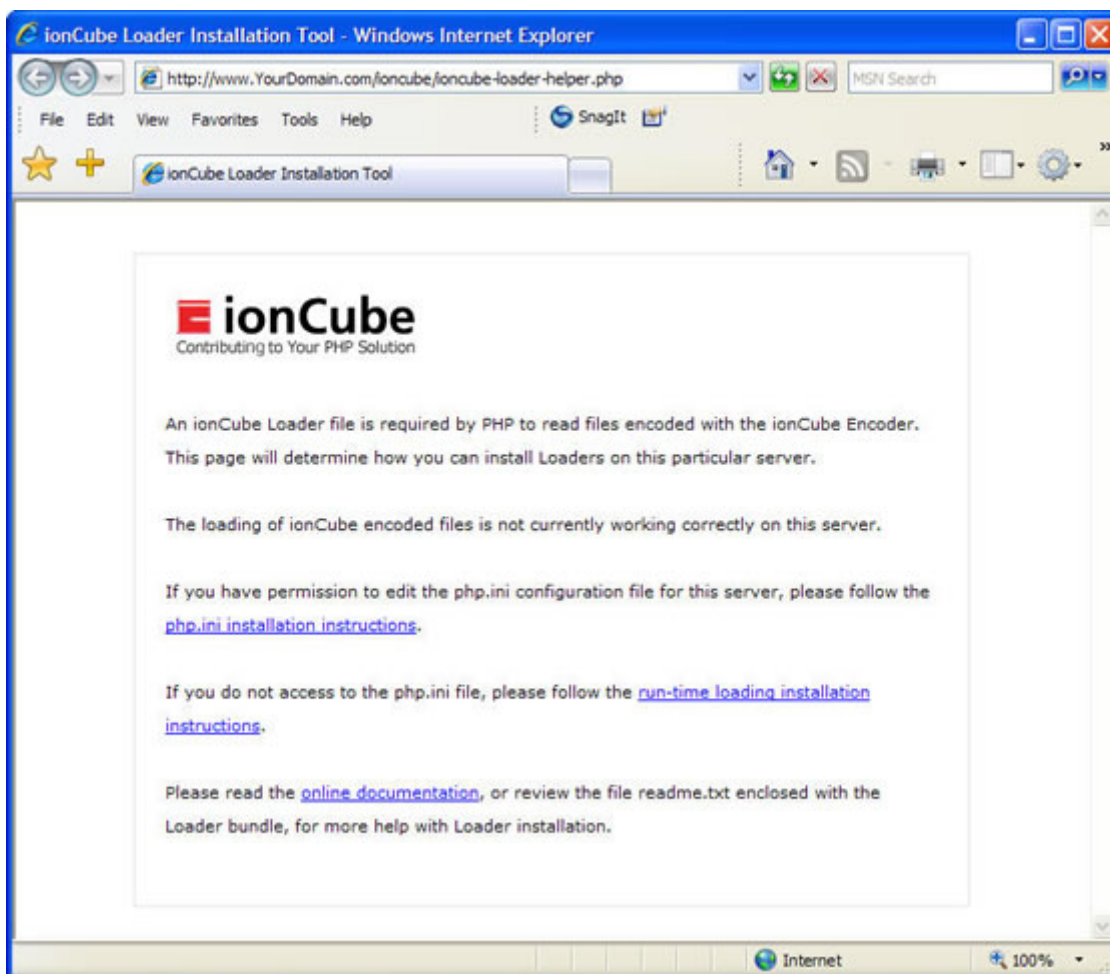 ionCube Loader Installation Tool - Windows Internet Explorer
http://www.YourDomain.com/ioncube/ioncube-loader-helper.php
MSN Search
File Edit View Favorites Tools Help
SnagIt
ionCube Loader Installation Tool
ionCube
Contributing to Your PHP Solution
An ionCube Loader file is required by PHP to read files encoded with the ionCube Encoder.
This page will determine how you can install Loaders on this particular server.
The loading of ionCube encoded files is not currently working correctly on this server.
If you have permission to edit the php.ini configuration file for this server, please follow the
php.ini installation instructions.
If you do not access to the php.ini file, please follow the run-time loading installation
instructions.
Please read the online documentation, or review the file readme.txt enclosed with the
Loader bundle, for more help with Loader installation.
Internet
100%